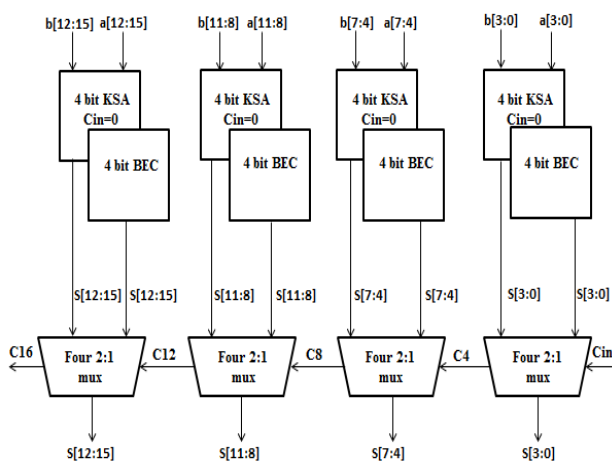 b[12:15] a[12:15] b[11:8] a[11:8] b[7:4] a[7:4] b[3:0] a[3:0]
4 bit KSA
Cin=0
4 bit BEC
4 bit KSA
Cin=0
4 bit BEC
4 bit KSA
Cin=0
4 bit BEC
4 bit KSA
Cin=0
4 bit BEC
S[12:15] S[12:15] S[11:8] S[11:8] S[7:4] S[7:4] S[3:0] S[3:0]
C16 C12 C8 C4 Cin
Four 2:1
mux
Four 2:1
mux
Four 2:1
mux
Four 2:1
mux
S[12:15] S[11:8] S[7:4] S[3:0]